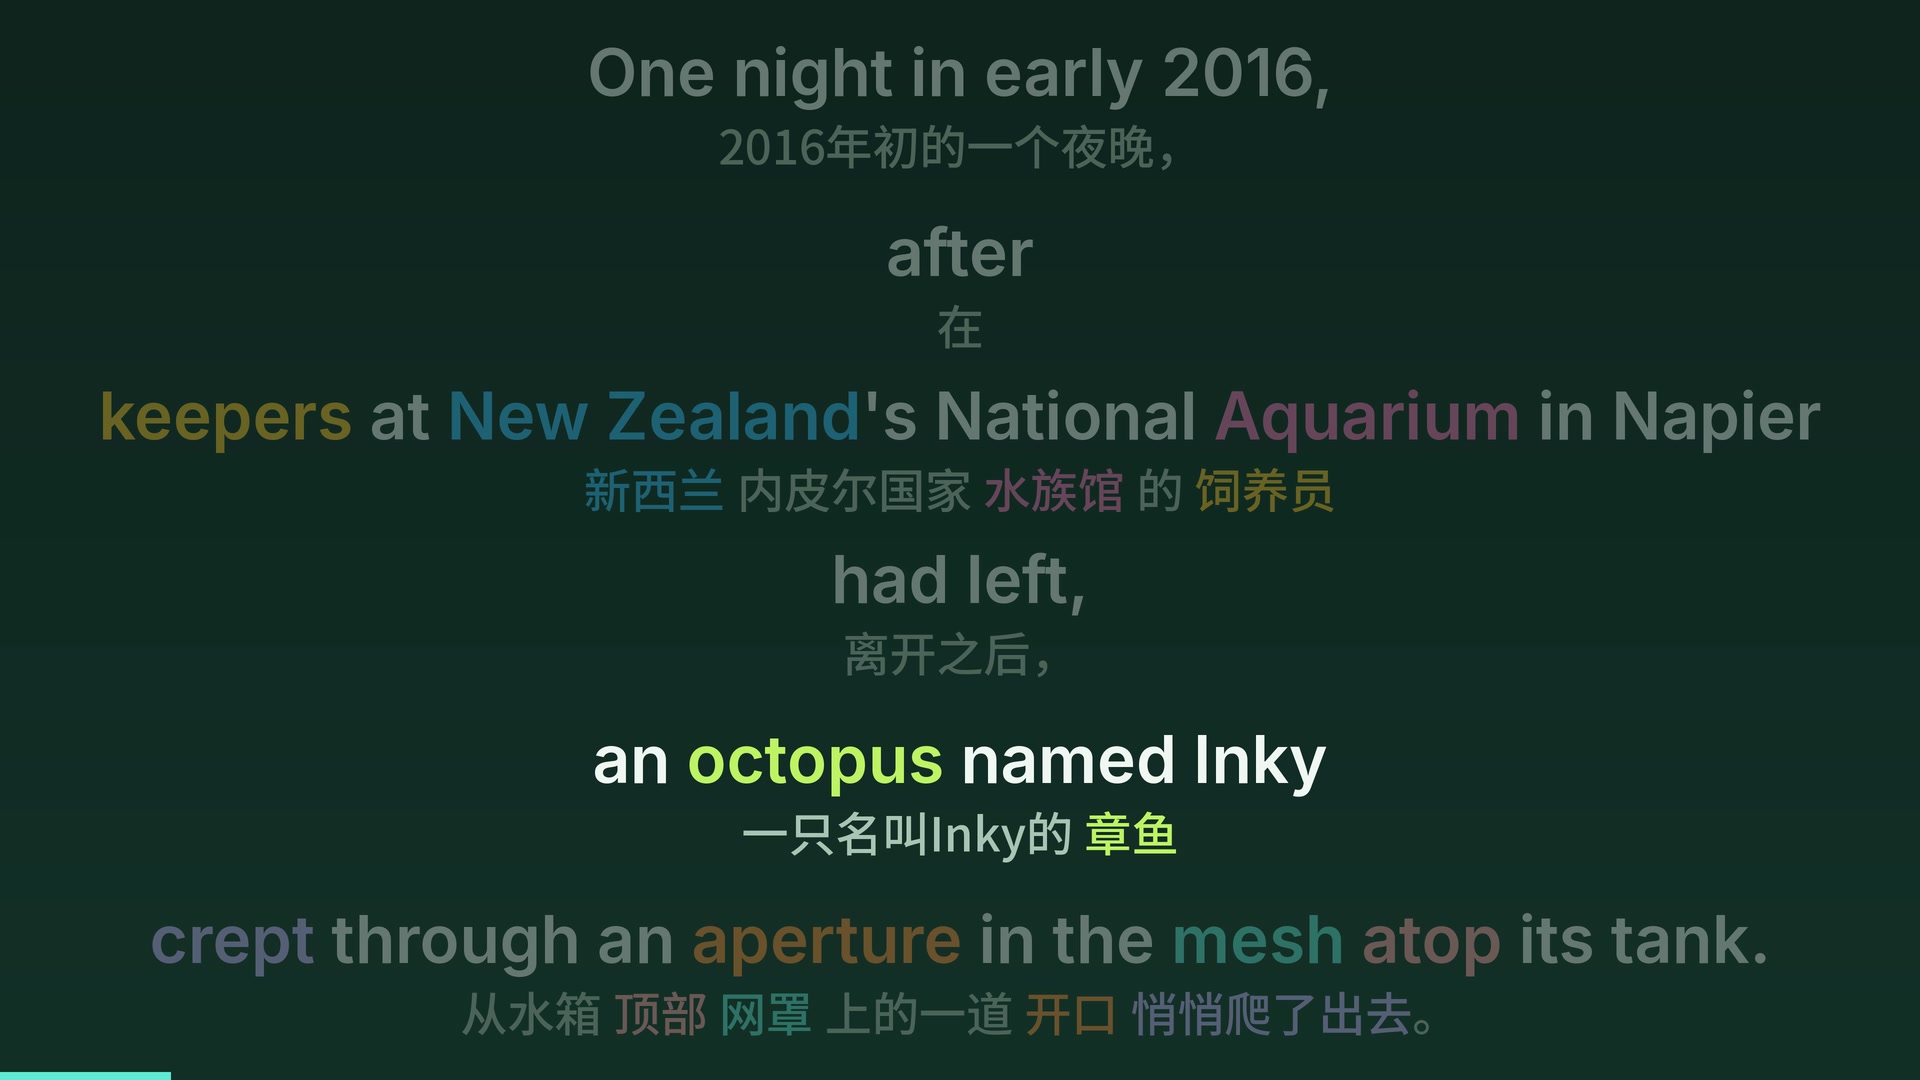 One night in early 2016,
2016年初的一个夜晚，
after
在
keepers at New Zealand's National Aquarium in Napier
新西兰 内皮尔国家 水族馆 的 饲养员
had left,
离开之后，
an octopus named Inky
一只名叫Inky的 章鱼
crept through an aperture in the mesh atop its tank.
从水箱 顶部 网罩 上的一道 开口 悄悄爬了出去。